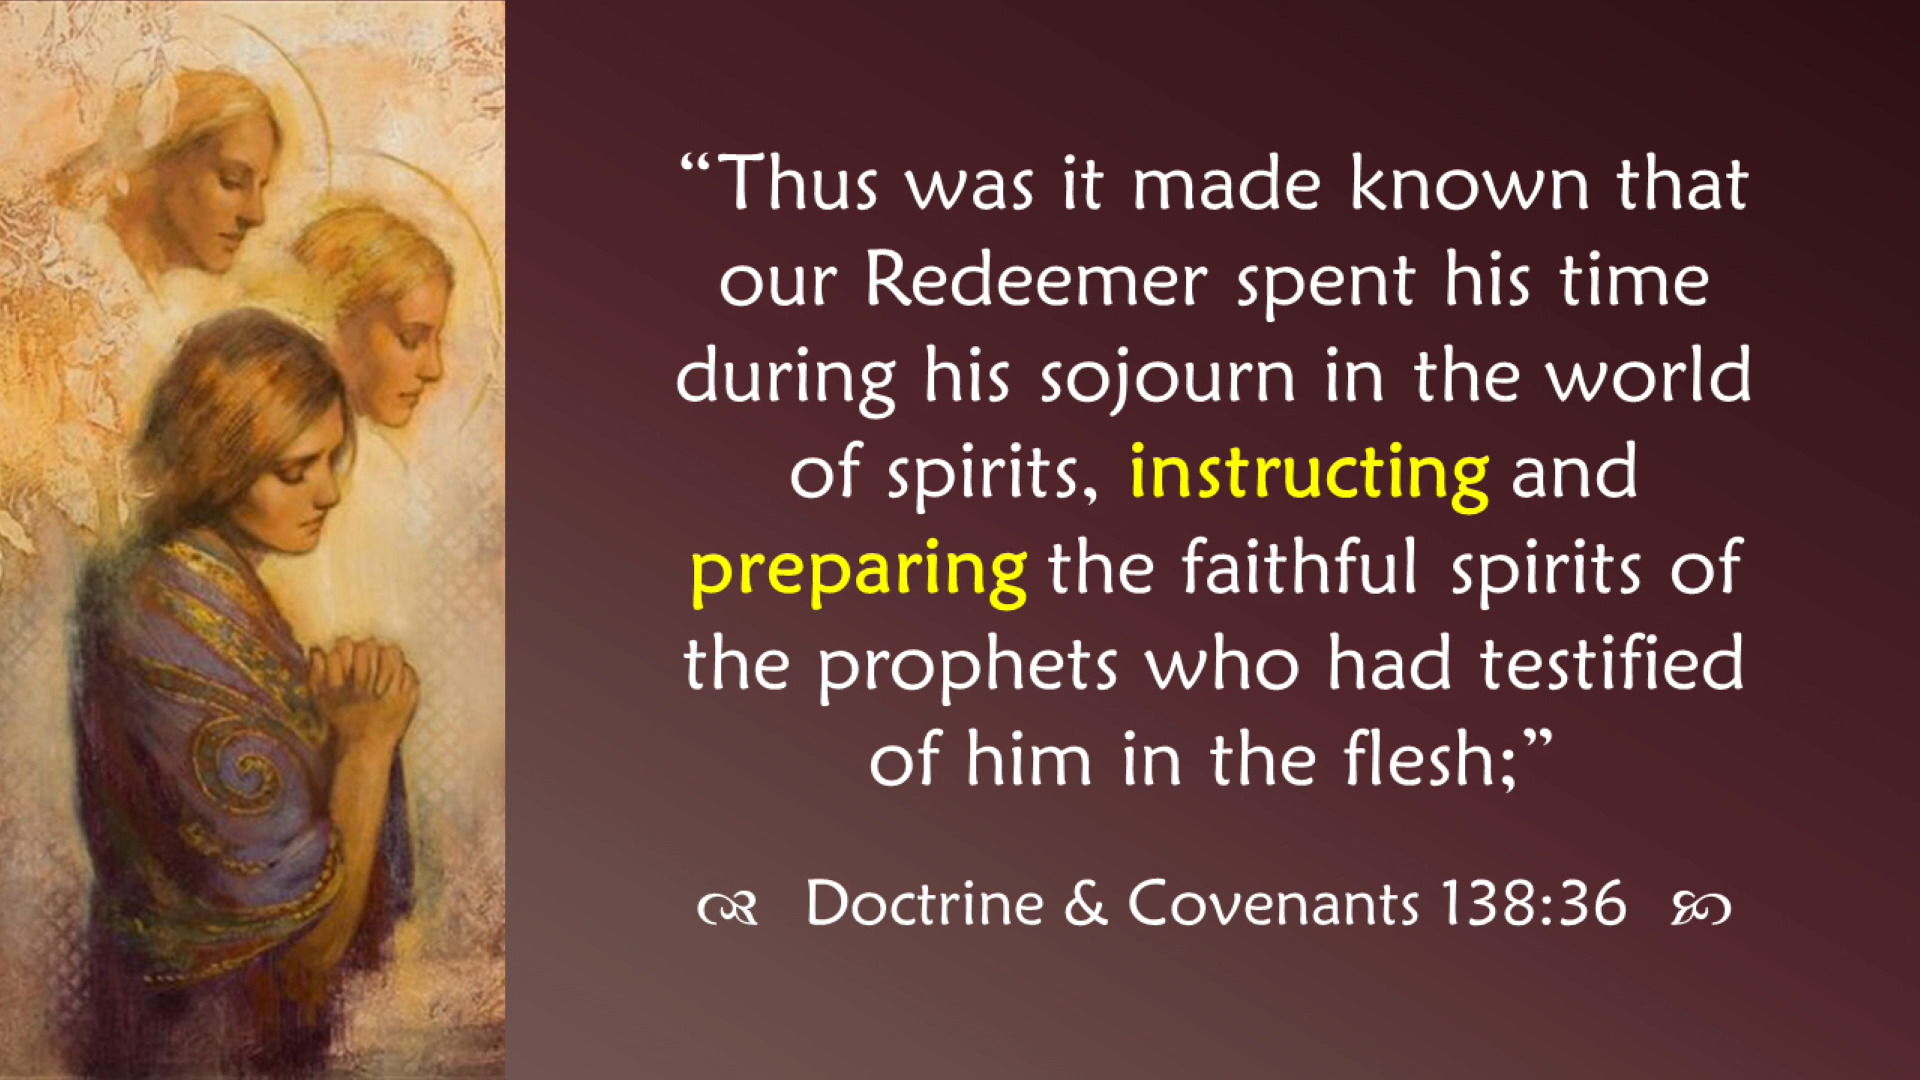 “Thus was it made known that
our Redeemer spent his time
during his sojourn in the world
of spirits, instructing and
preparing the faithful spirits of
the prophets who had testified
of him in the flesh;”
Doctrine & Covenants 138:36